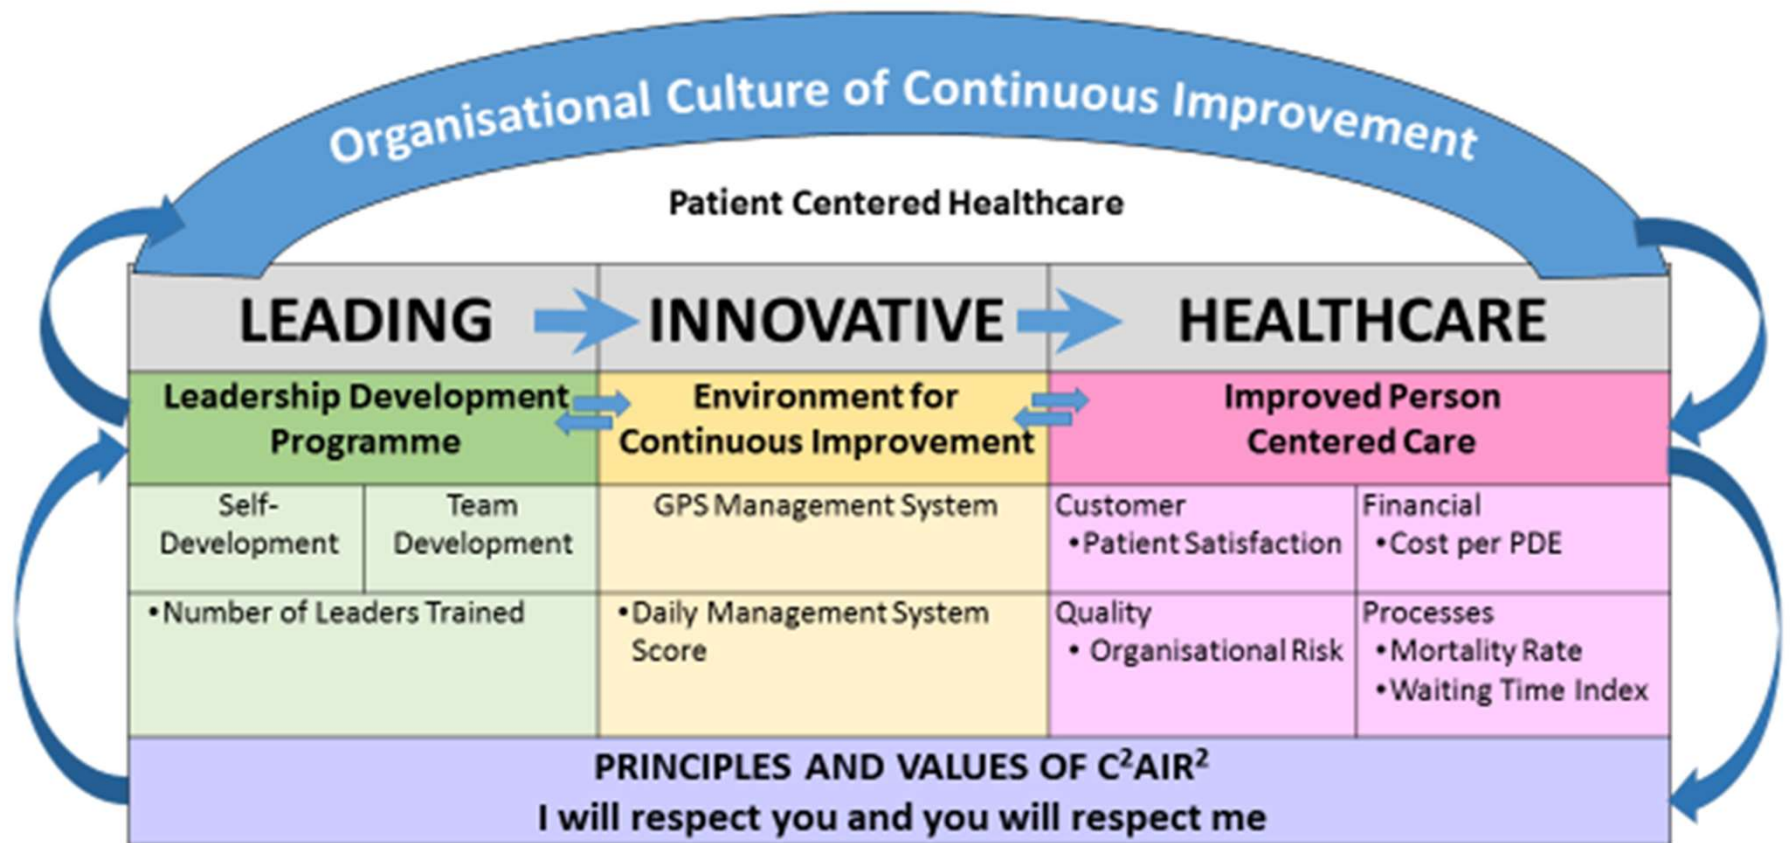 Organisational Culture of Continuous Improvement
Patient Centered Healthcare
LEADING
INNOVATIVE
HEALTHCARE
Leadership Development
Programme
Environment for
Continuous Improvement
Improved Person
Centered Care
Self-
Development
Team
Development
GPS Management System
Customer
•Patient Satisfaction
Financial
•Cost per PDE
•Number of Leaders Trained
•Daily Management System
Score
Quality
• Organisational Risk
Processes
•Mortality Rate
•Waiting Time Index
PRINCIPLES AND VALUES OF C²AIR²
I will respect you and you will respect me